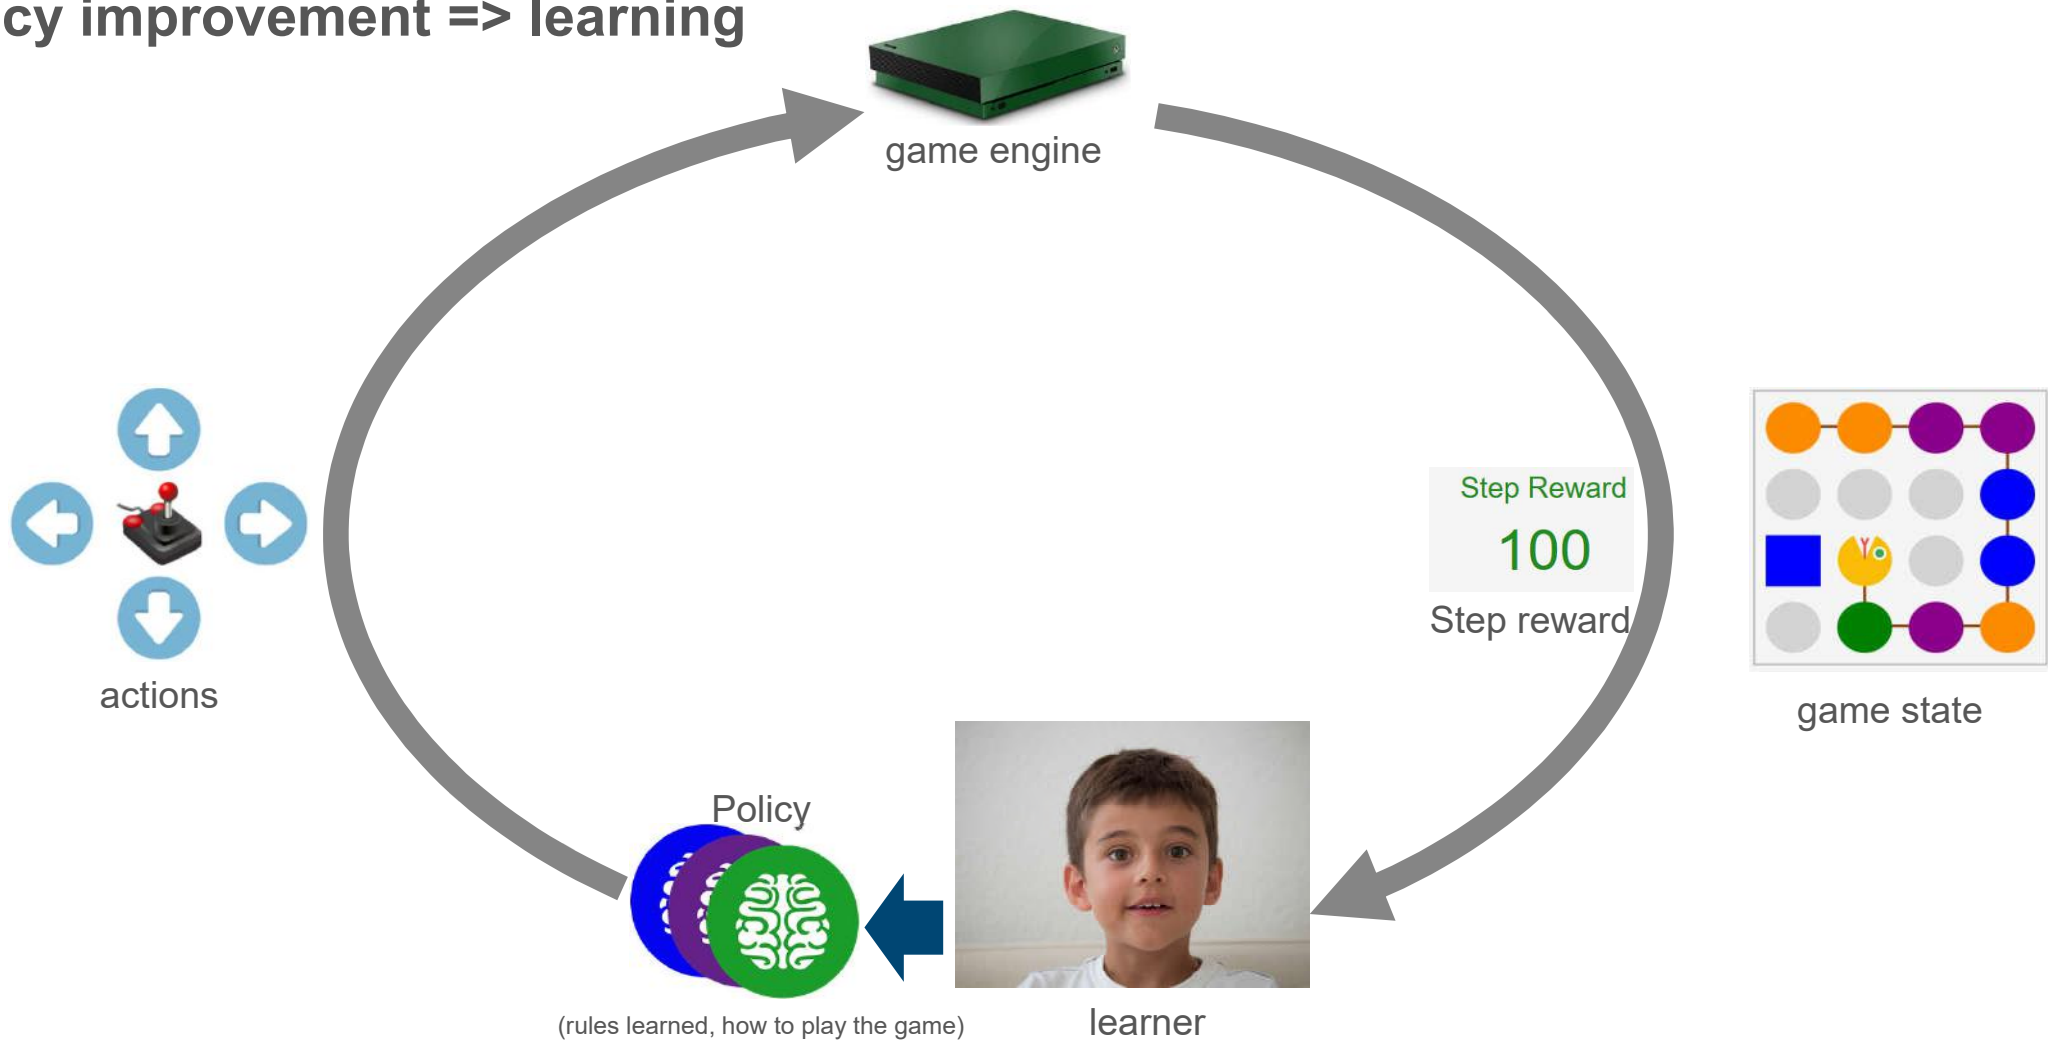 cy improvement => learning
game engine
Step Reward
100
Step reward
actions
game state
Policy
(rules learned, how to play the game)
learner